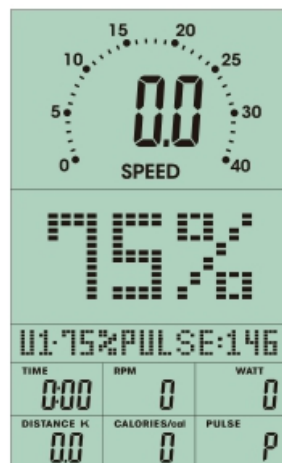 15 20
10 25
5 0.0 30
0 SPEED 40
75%
U1-75%PULSE:146
TIME RPM WATT
0:00 0 0
DISTANCE K CALORIES/cal PULSE
0.0 0 P